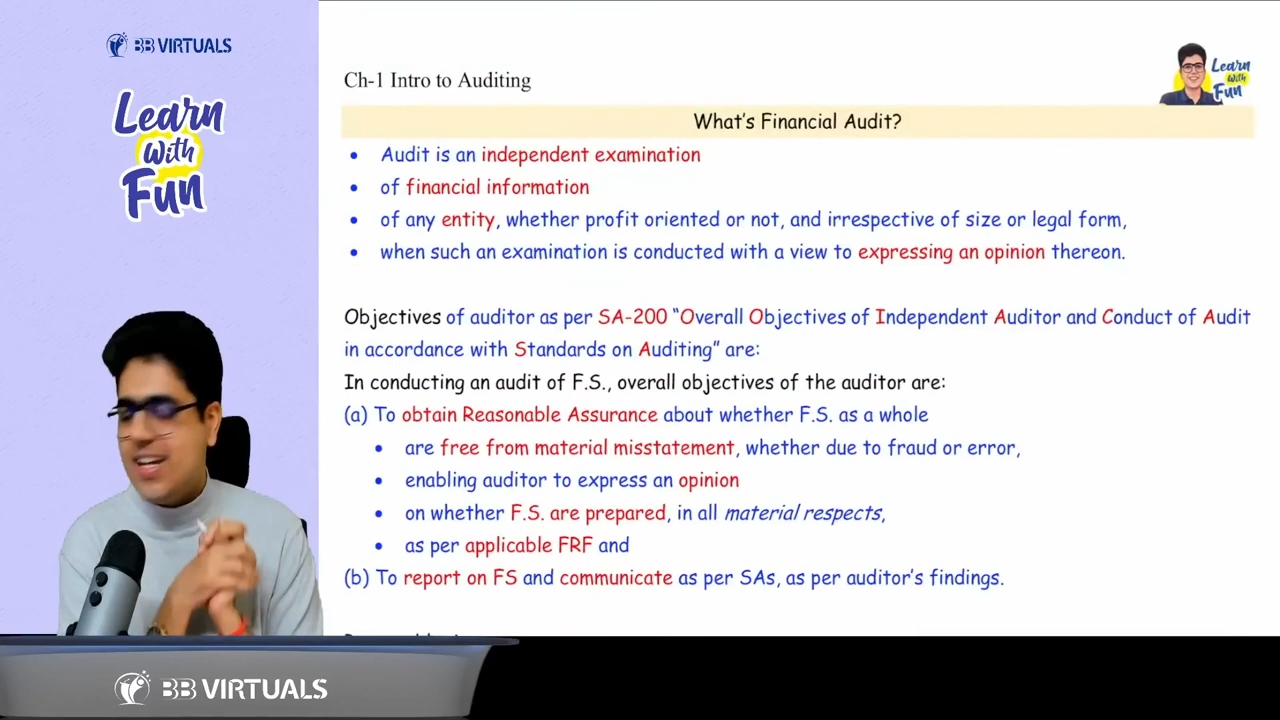 BB VIRTUALS
Learn
With
Fun
Ch-1 Intro to Auditing
Learn
With
Fun
What's Financial Audit?
• Audit is an independent examination
• of financial information
• of any entity, whether profit oriented or not, and irrespective of size or legal form,
• when such an examination is conducted with a view to expressing an opinion thereon.
Objectives of auditor as per SA-200 “Overall Objectives of Independent Auditor and Conduct of Audit
in accordance with Standards on Auditing” are:
In conducting an audit of F.S., overall objectives of the auditor are:
(a) To obtain Reasonable Assurance about whether F.S. as a whole
• are free from material misstatement, whether due to fraud or error,
• enabling auditor to express an opinion
• on whether F.S. are prepared, in all material respects,
• as per applicable FRF and
(b) To report on FS and communicate as per SAs, as per auditor's findings.
BB VIRTUALS